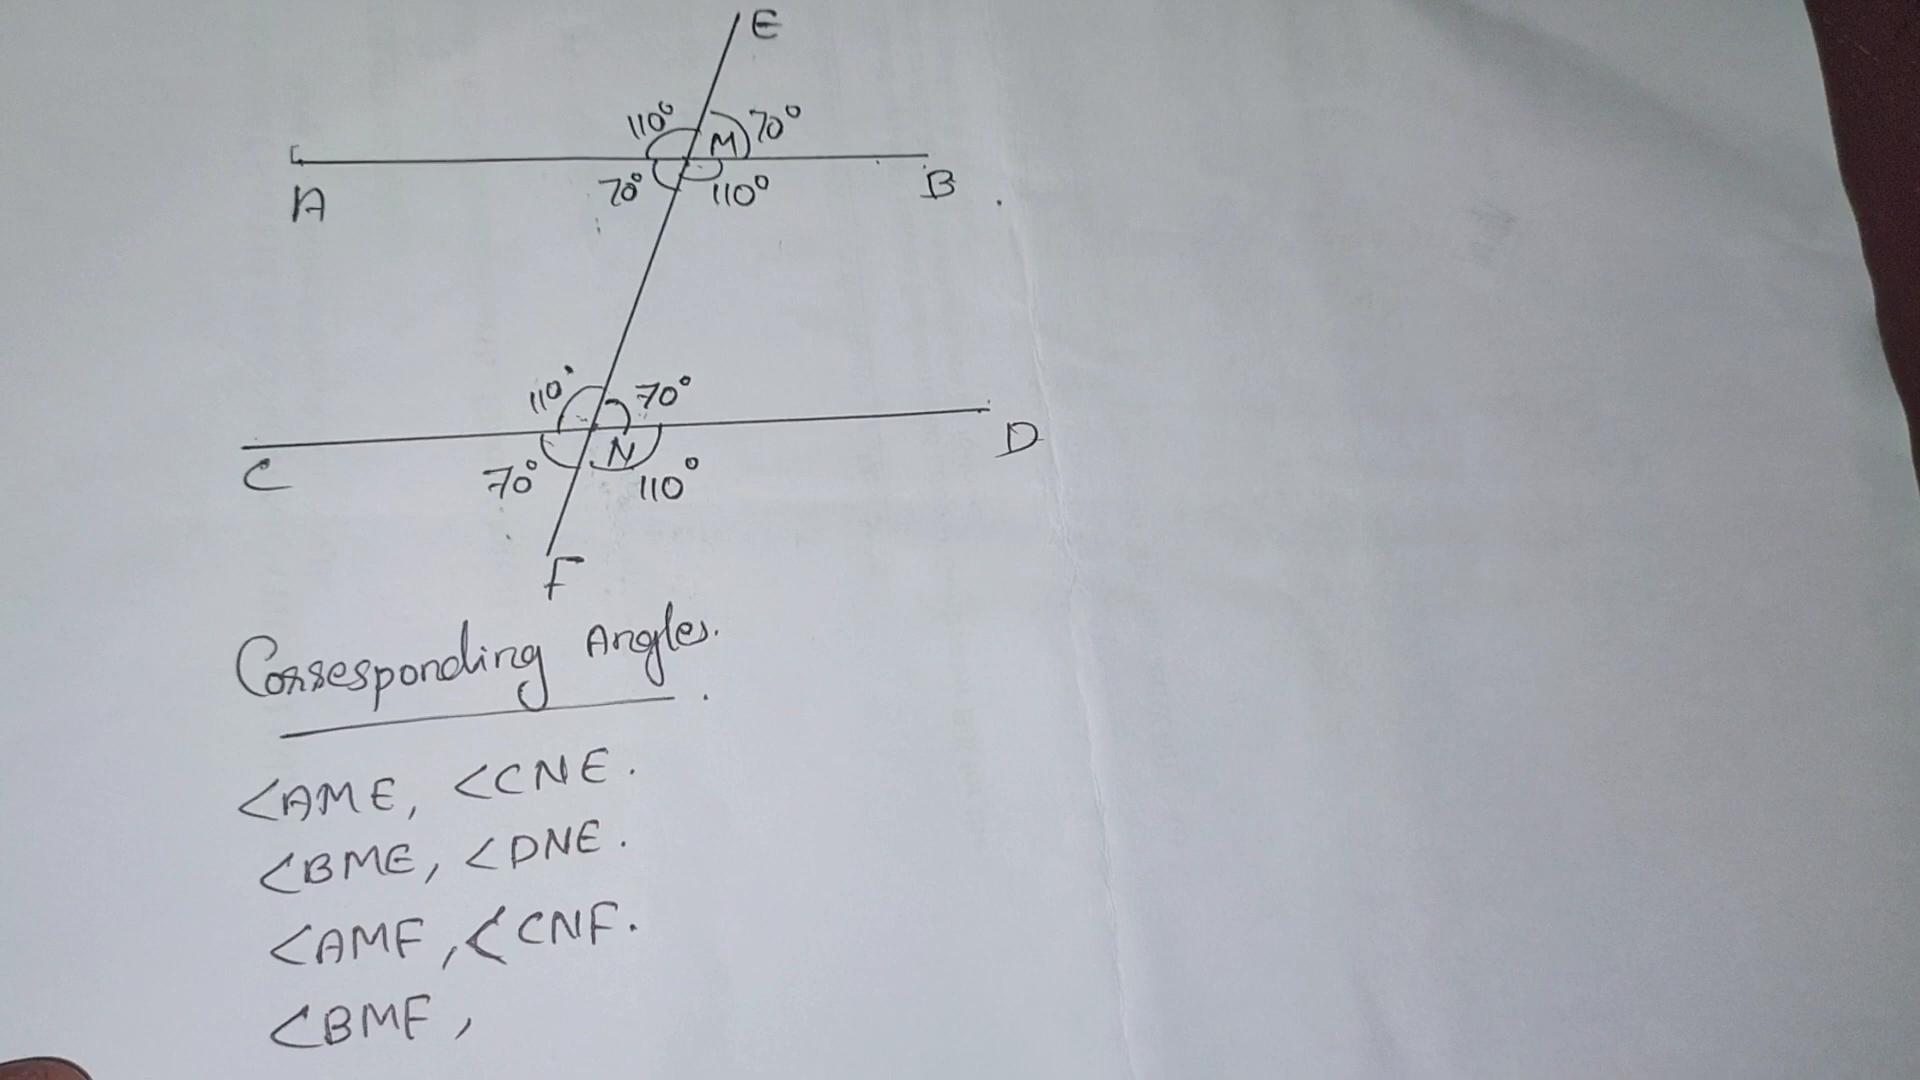 E
110° M 70°
A 70° 110° B
110° 70°
C 70° N 110° D
F
Corresponding Angles.
<AME, <CNE.
<BME, <DNE.
<AMF, <CNF.
<BMF,